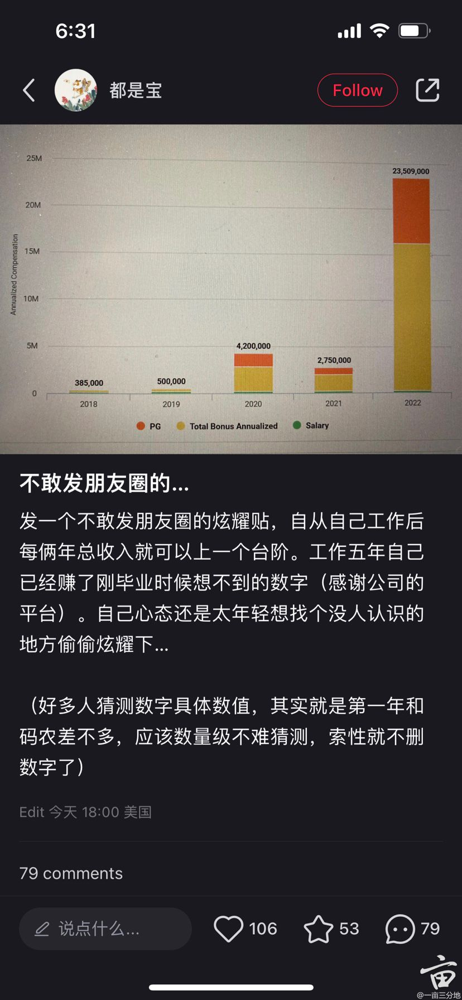 6:31
都是宝
Follow
25M
23,509,000
20M
15M
Annualized Compensation
10M
5M
4,200,000
2,750,000
385,000
500,000
0
2018
2019
2020
2021
2022
PG
Total Bonus Annualized
Salary
不敢发朋友圈的...
发一个不敢发朋友圈的炫耀贴，自从自己工作后
每俩年总收入就可以上一个台阶。工作五年自己
已经赚了刚毕业时候想不到的数字（感谢公司的
平台）。自己心态还是太年轻想找个没人认识的
地方偷偷炫耀下...
（好多人猜测数字具体数值，其实就是第一年和
码农差不多，应该数量级不难猜测，索性就不删
数字了）
Edit 今天 18:00 美国
79 comments
说点什么...
106
53
79
亩
@一亩三分地